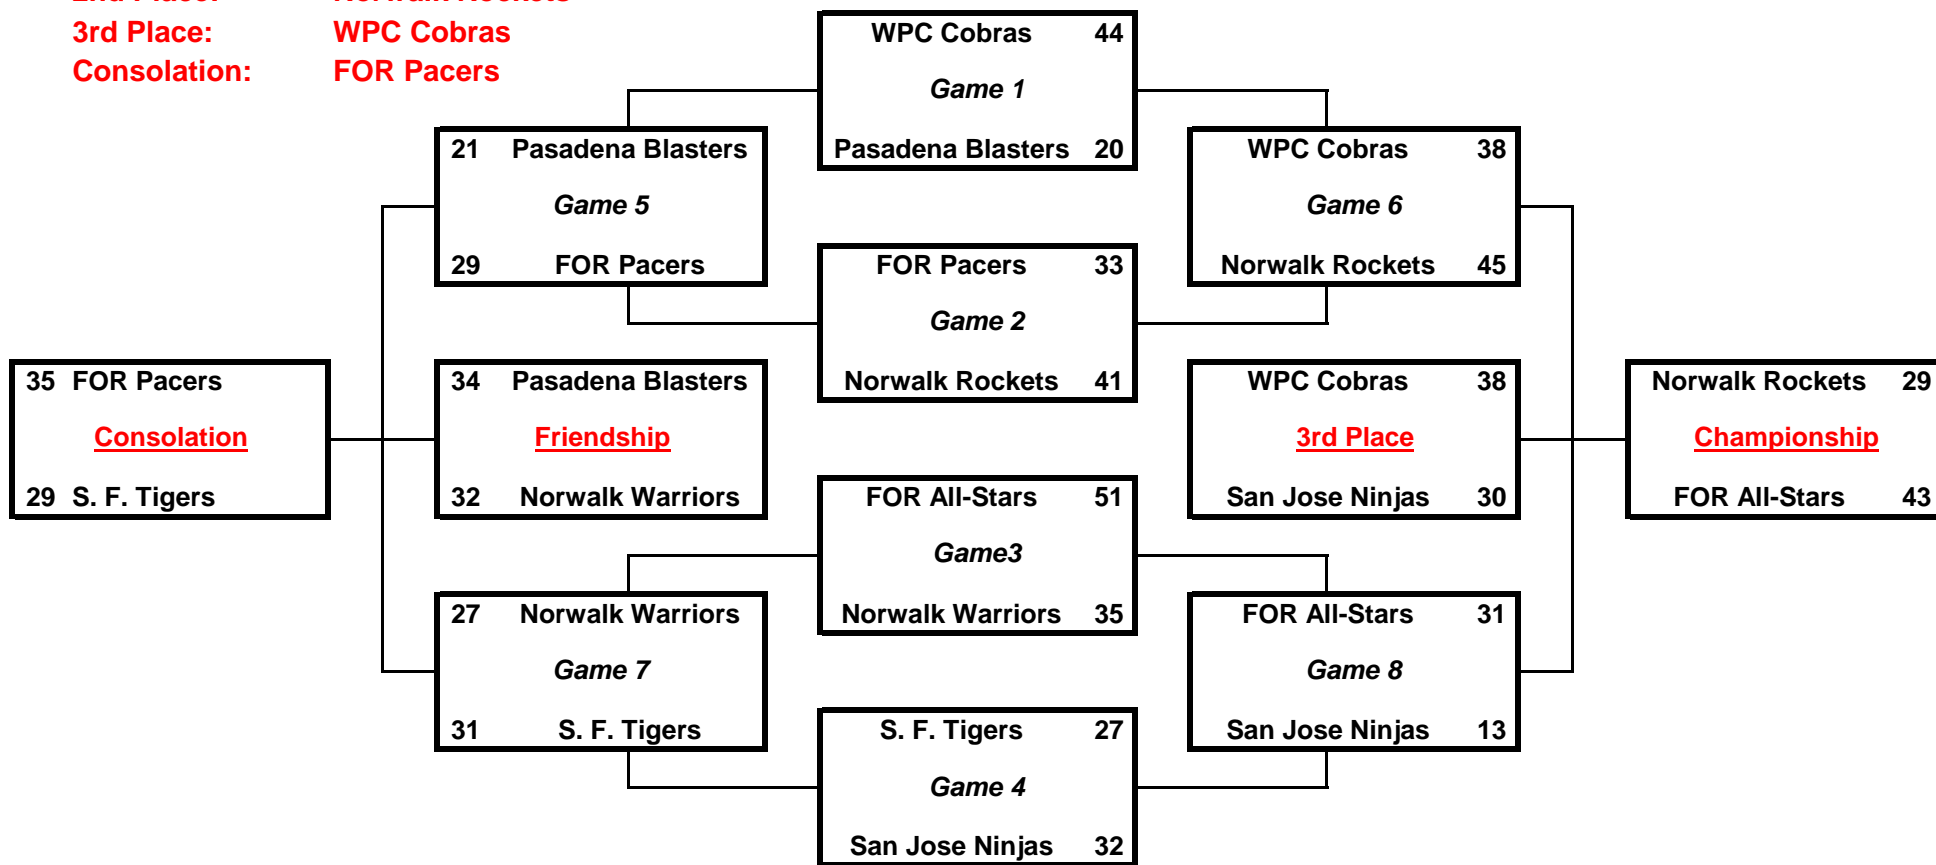 3rd Place: WPC Cobras
Consolation: FOR Pacers
WPC Cobras 44
Game 1
Pasadena Blasters 20
21 Pasadena Blasters
Game 5
29 FOR Pacers
WPC Cobras 38
Game 6
Norwalk Rockets 45
FOR Pacers 33
Game 2
Norwalk Rockets 41
35 FOR Pacers
Consolation
29 S. F. Tigers
34 Pasadena Blasters
Friendship
32 Norwalk Warriors
WPC Cobras 38
3rd Place
San Jose Ninjas 30
Norwalk Rockets 29
Championship
FOR All-Stars 43
FOR All-Stars 51
Game3
Norwalk Warriors 35
27 Norwalk Warriors
Game 7
31 S. F. Tigers
FOR All-Stars 31
Game 8
San Jose Ninjas 13
S. F. Tigers 27
Game 4
San Jose Ninjas 32